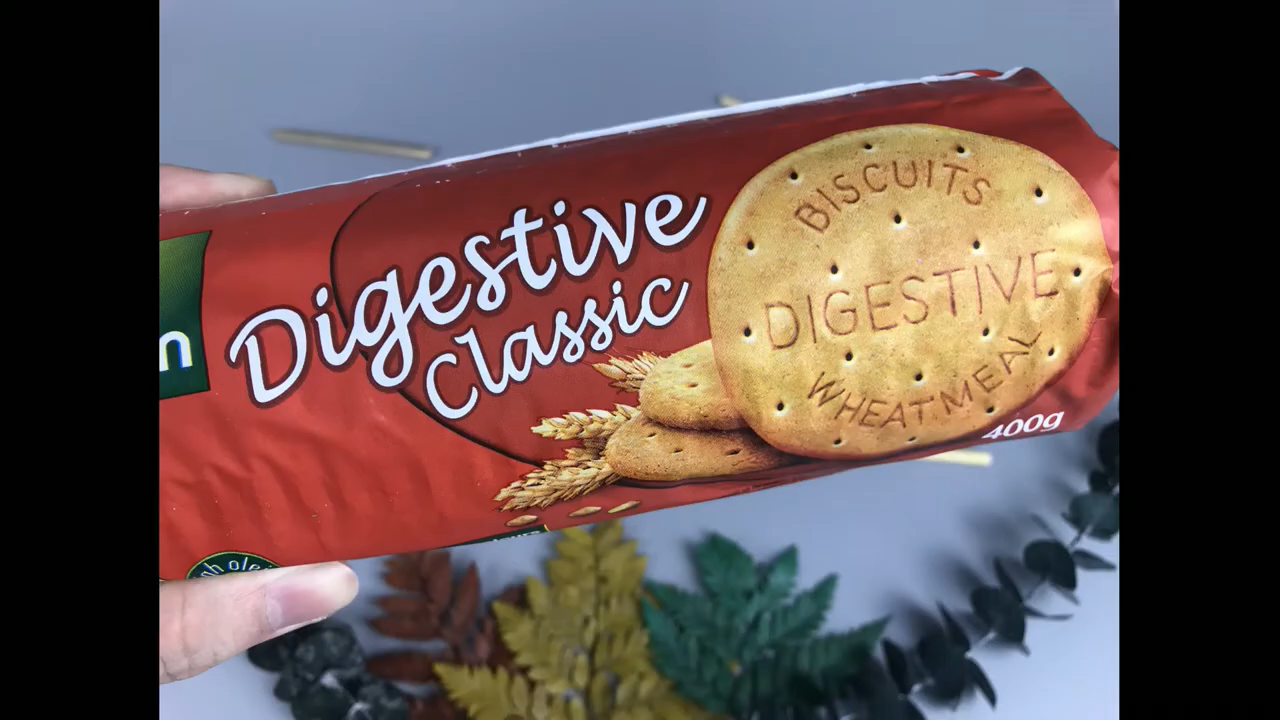 Digestive
Classic
BISCUITS
DIGESTIVE
WHEATMEAL
400g